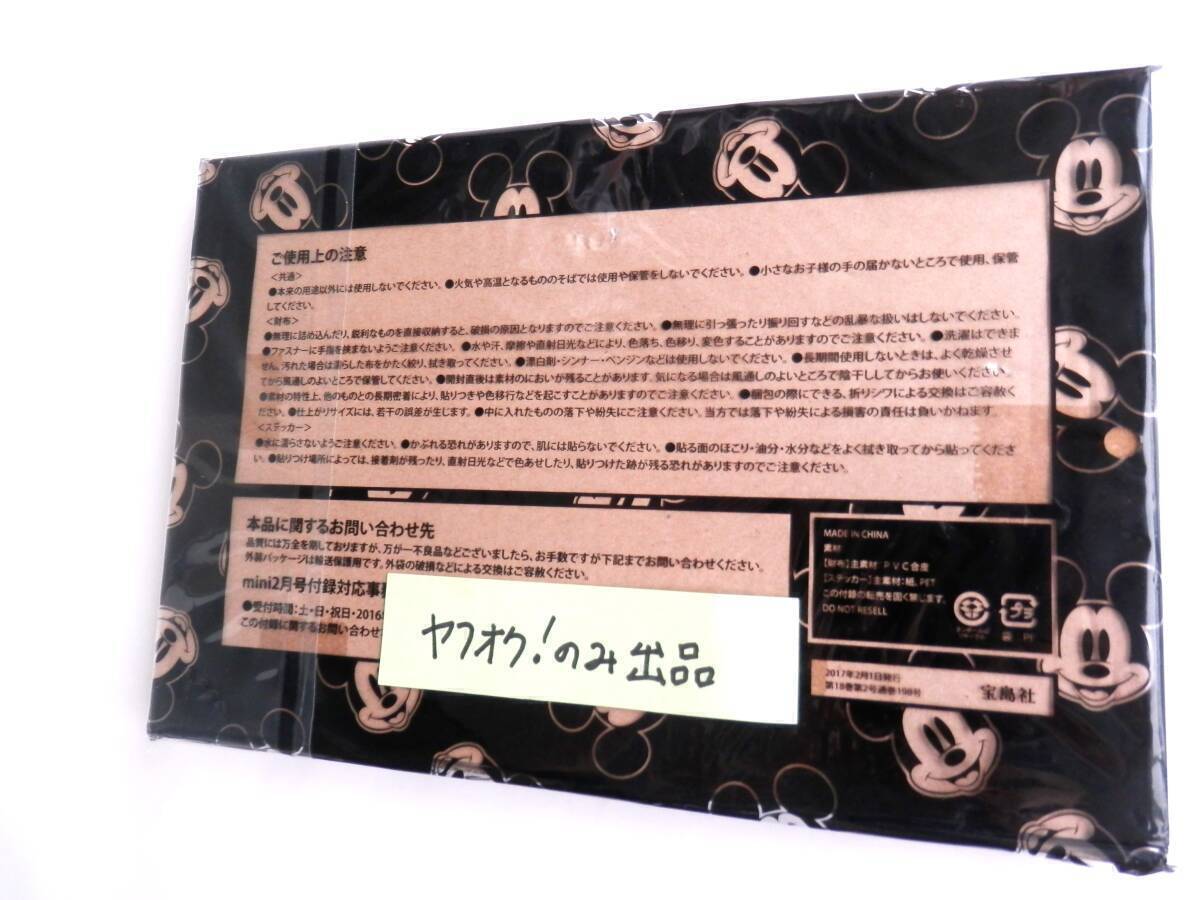 ご使用上の注意
<共通>
●本来の用途以外には使用しないでください。●火気や高温となるもののそばでは使用や保管をしないでください。●小さなお子様の手の届かないところで使用、保管
してください。
<財布>
●無理に詰め込んだり、鋭利なものを直接収納すると、破損の原因となりますのでご注意ください。●無理に引っ張ったり振り回すなどの乱暴な扱いはしないでください。
●ファスナーに手指を挟まないようご注意ください。●水や汗、摩擦や直射日光などにより、色落ち、色移り、変色することがありますのでご注意ください。●洗濯はできま
せん。汚れた場合は濡らした布をかたく絞り、拭き取ってください。●漂白剤・シンナー・ベンジンなどは使用しないでください。●長期間使用しないときは、よく乾燥させ
てから風通しのよいところで保管してください。●開封直後は素材のにおいが残ることがあります。気になる場合は風通しのよいところで陰干ししてからお使いください。
●素材の特性上、他のものとの長期密着により、貼りつきや色移行などを起こすことがありますのでご注意ください。●梱包の際にできる、折りシワによる交換はご容赦く
ださい。●仕上がりサイズには、若干の誤差が生じます。●中に入れたものの落下や紛失にご注意ください。当方では落下や紛失による損害の責任は負いかねます。
<ステッカー>
●水に濡らさないようご注意ください。●かぶれる恐れがありますので、肌には貼らないでください。●貼る面のほこり・油分・水分などをよく拭き取ってから貼ってくださ
い。●貼りつけ場所によっては、接着剤が残ったり、直射日光などで色あせしたり、貼りつけた跡が残る恐れがありますのでご注意ください。
本品に関するお問い合わせ先
品質には万全を期しておりますが、万が一不良品などございましたら、お手数ですが下記までお問い合わせください。
外装パッケージは輸送保護用です。外袋の破損などによる交換はご容赦ください。
mini2月号付録対応事務
●受付時間:土・日・祝日・2016
この付録に関するお問い合わせ
ヤフオク!のみ出品
MADE IN CHINA
素材
【財布】主素材:PVC合皮
【ステッカー】主素材:紙、PET
この付録の転売を固く禁じます。
DO NOT RESELL
プラ
袋
2017年2月1日発行
第18巻第2号通巻198号
宝島社